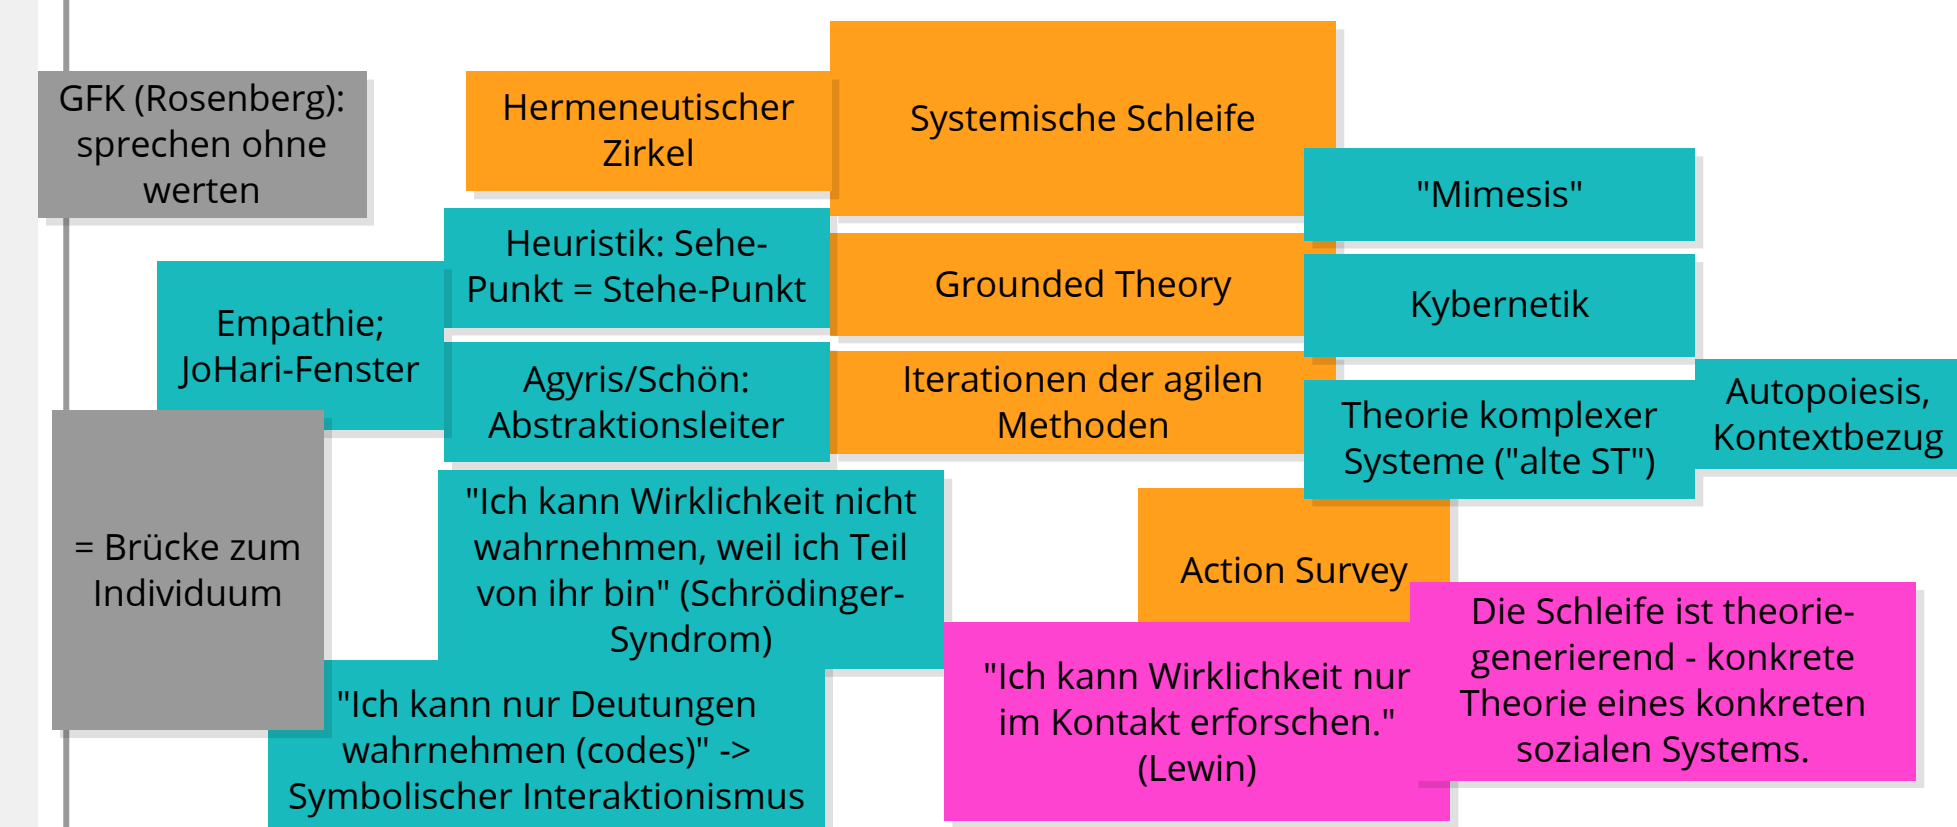 GFK (Rosenberg):
sprechen ohne
werten
Hermeneutischer
Zirkel
Systemische Schleife
"Mimesis"
Heuristik: Sehe-
Punkt = Stehe-Punkt
Grounded Theory
Kybernetik
Empathie;
JoHari-Fenster
Agyris/Schön:
Abstraktionsleiter
Iterationen der agilen
Methoden
Theorie komplexer
Systeme ("alte ST")
Autopoiesis,
Kontextbezug
= Brücke zum
Individuum
"Ich kann Wirklichkeit nicht
wahrnehmen, weil ich Teil
von ihr bin" (Schrödinger-
Syndrom)
Action Survey
"Ich kann nur Deutungen
wahrnehmen (codes)" ->
Symbolischer Interaktionismus
"Ich kann Wirklichkeit nur
im Kontakt erforschen."
(Lewin)
Die Schleife ist theorie-
generierend - konkrete
Theorie eines konkreten
sozialen Systems.